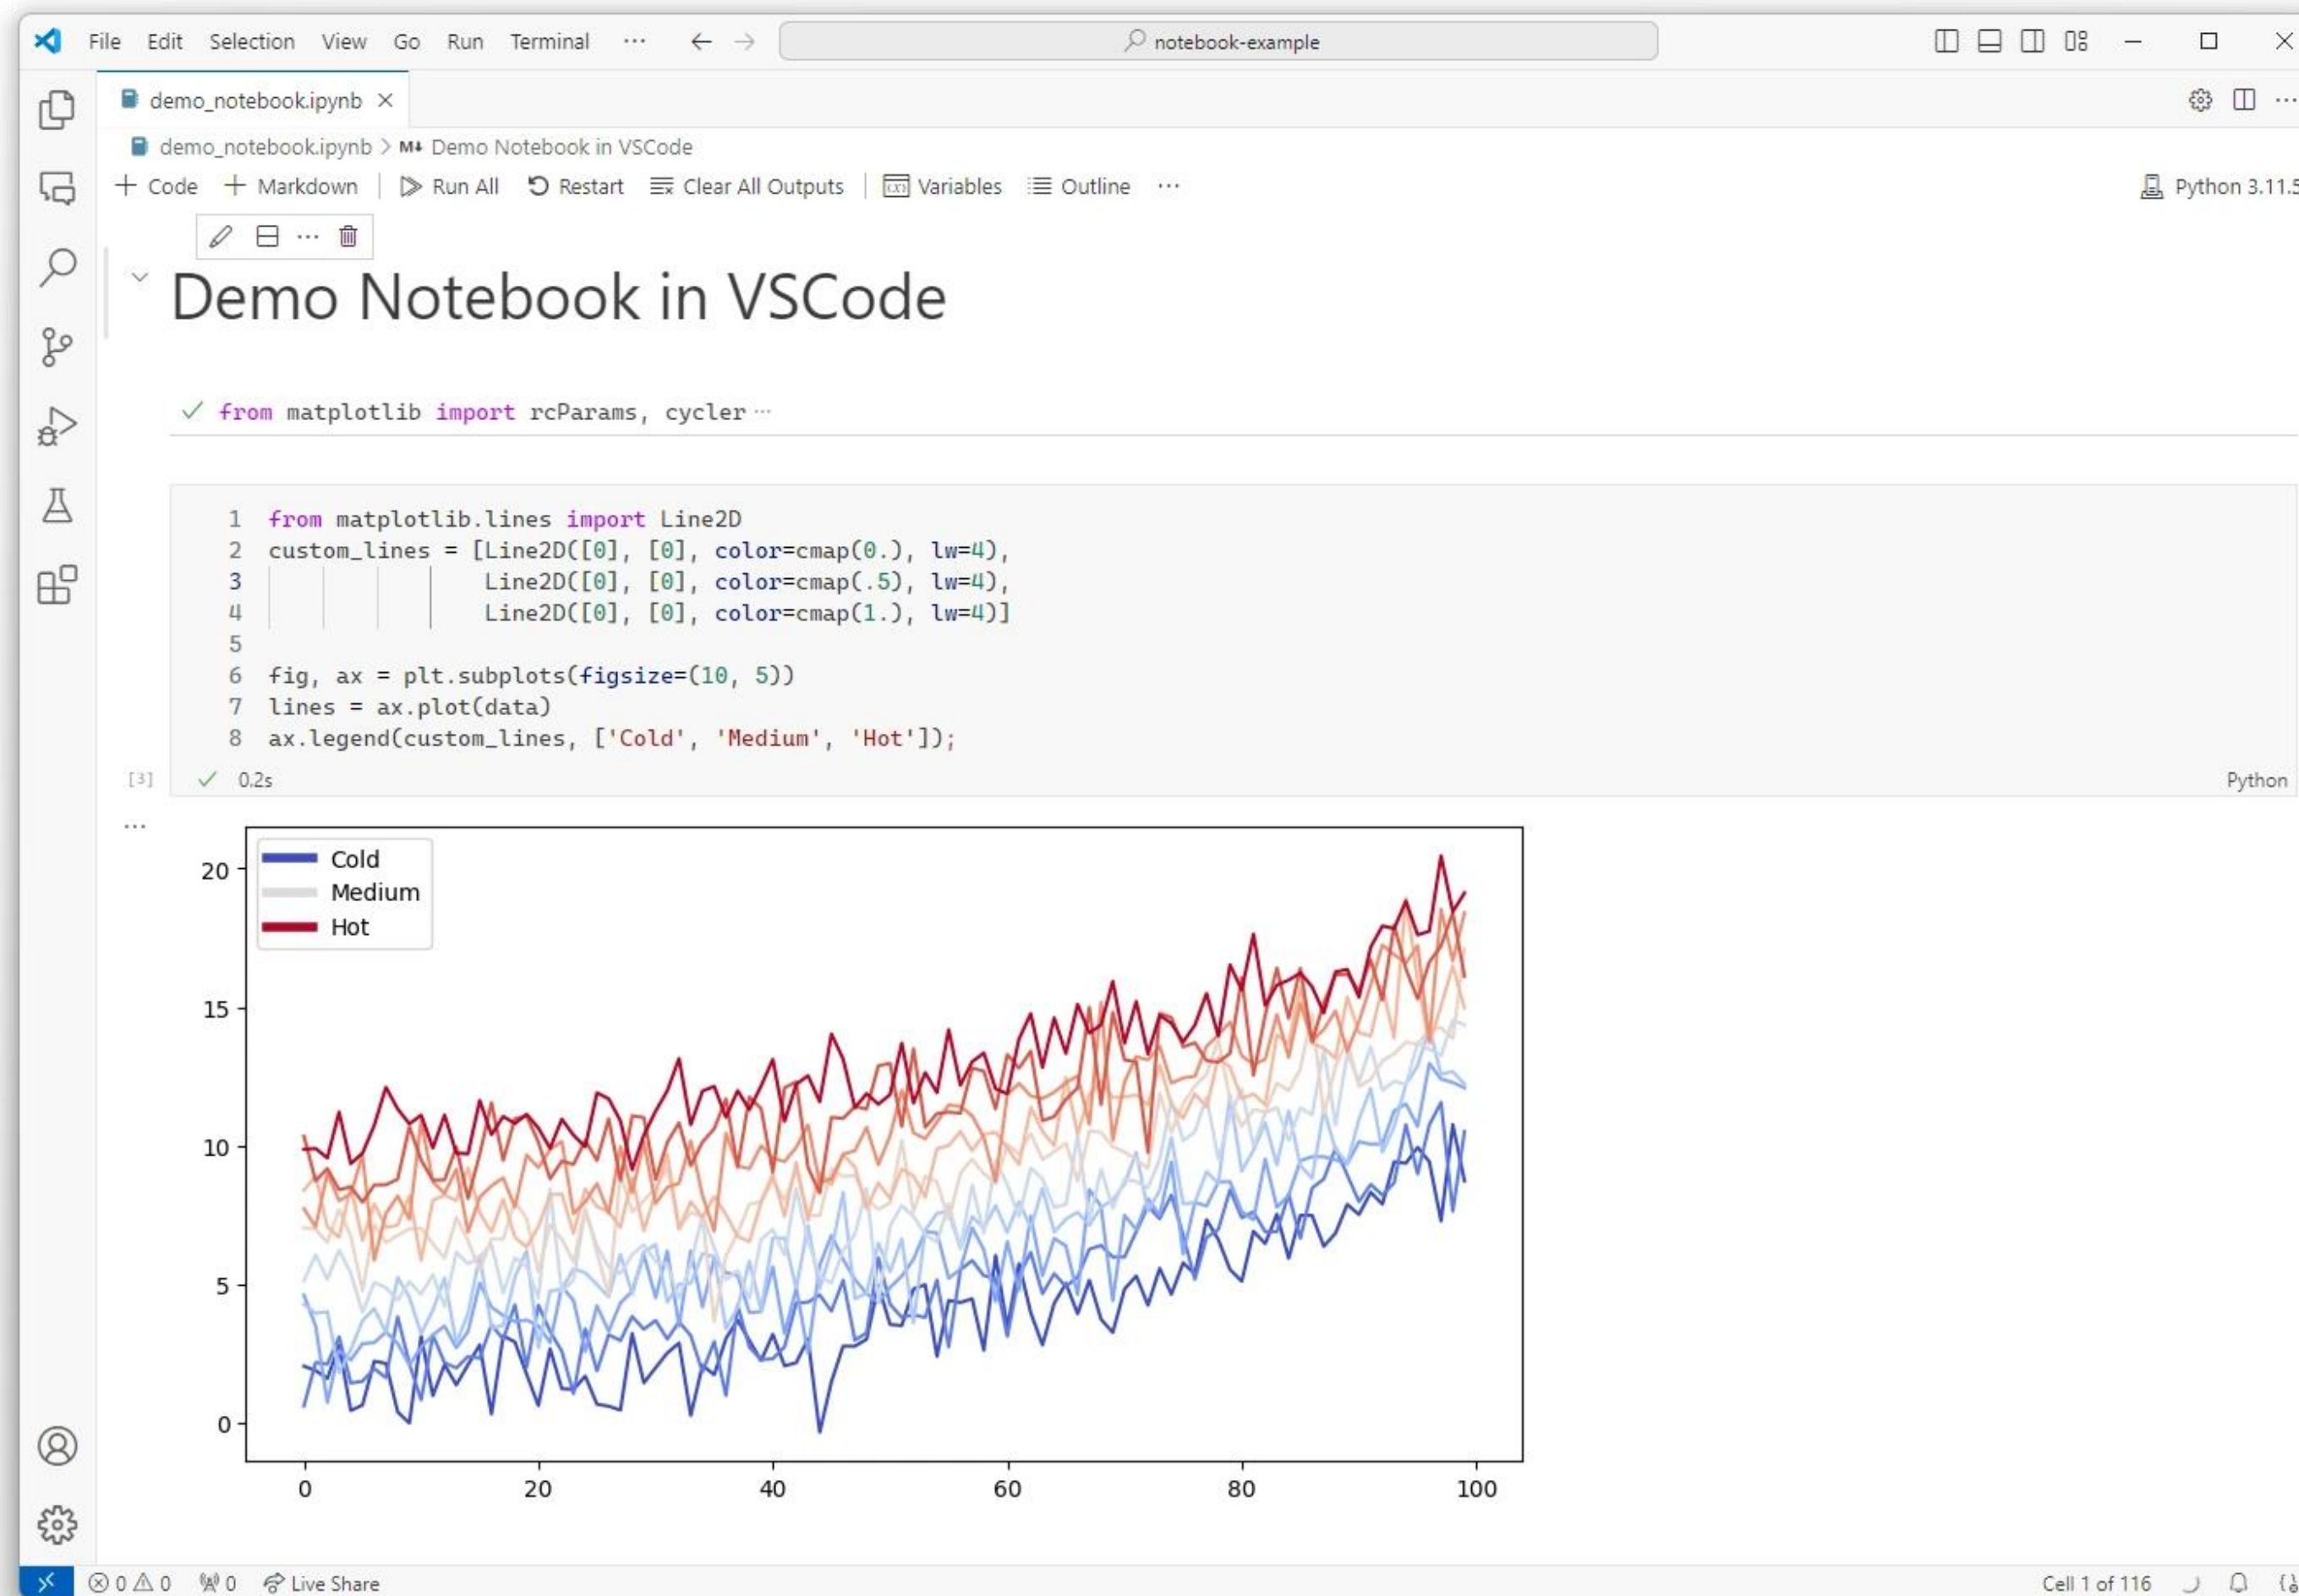 File Edit Selection View Go Run Terminal ··· notebook-example
demo_notebook.ipynb
demo_notebook.ipynb > M↓ Demo Notebook in VSCode
+ Code + Markdown Run All Restart Clear All Outputs Variables Outline ··· Python 3.11.5
Demo Notebook in VSCode
from matplotlib import rcParams, cycler ···
1 from matplotlib.lines import Line2D
2 custom_lines = [Line2D([0], [0], color=cmap(0.), lw=4),
3 Line2D([0], [0], color=cmap(.5), lw=4),
4 Line2D([0], [0], color=cmap(1.), lw=4)]
5
6 fig, ax = plt.subplots(figsize=(10, 5))
7 lines = ax.plot(data)
8 ax.legend(custom_lines, ['Cold', 'Medium', 'Hot']);
[3] 0.2s Python
Cold
Medium
Hot
20
15
10
5
0
0 20 40 60 80 100
0 0 0 Live Share Cell 1 of 116